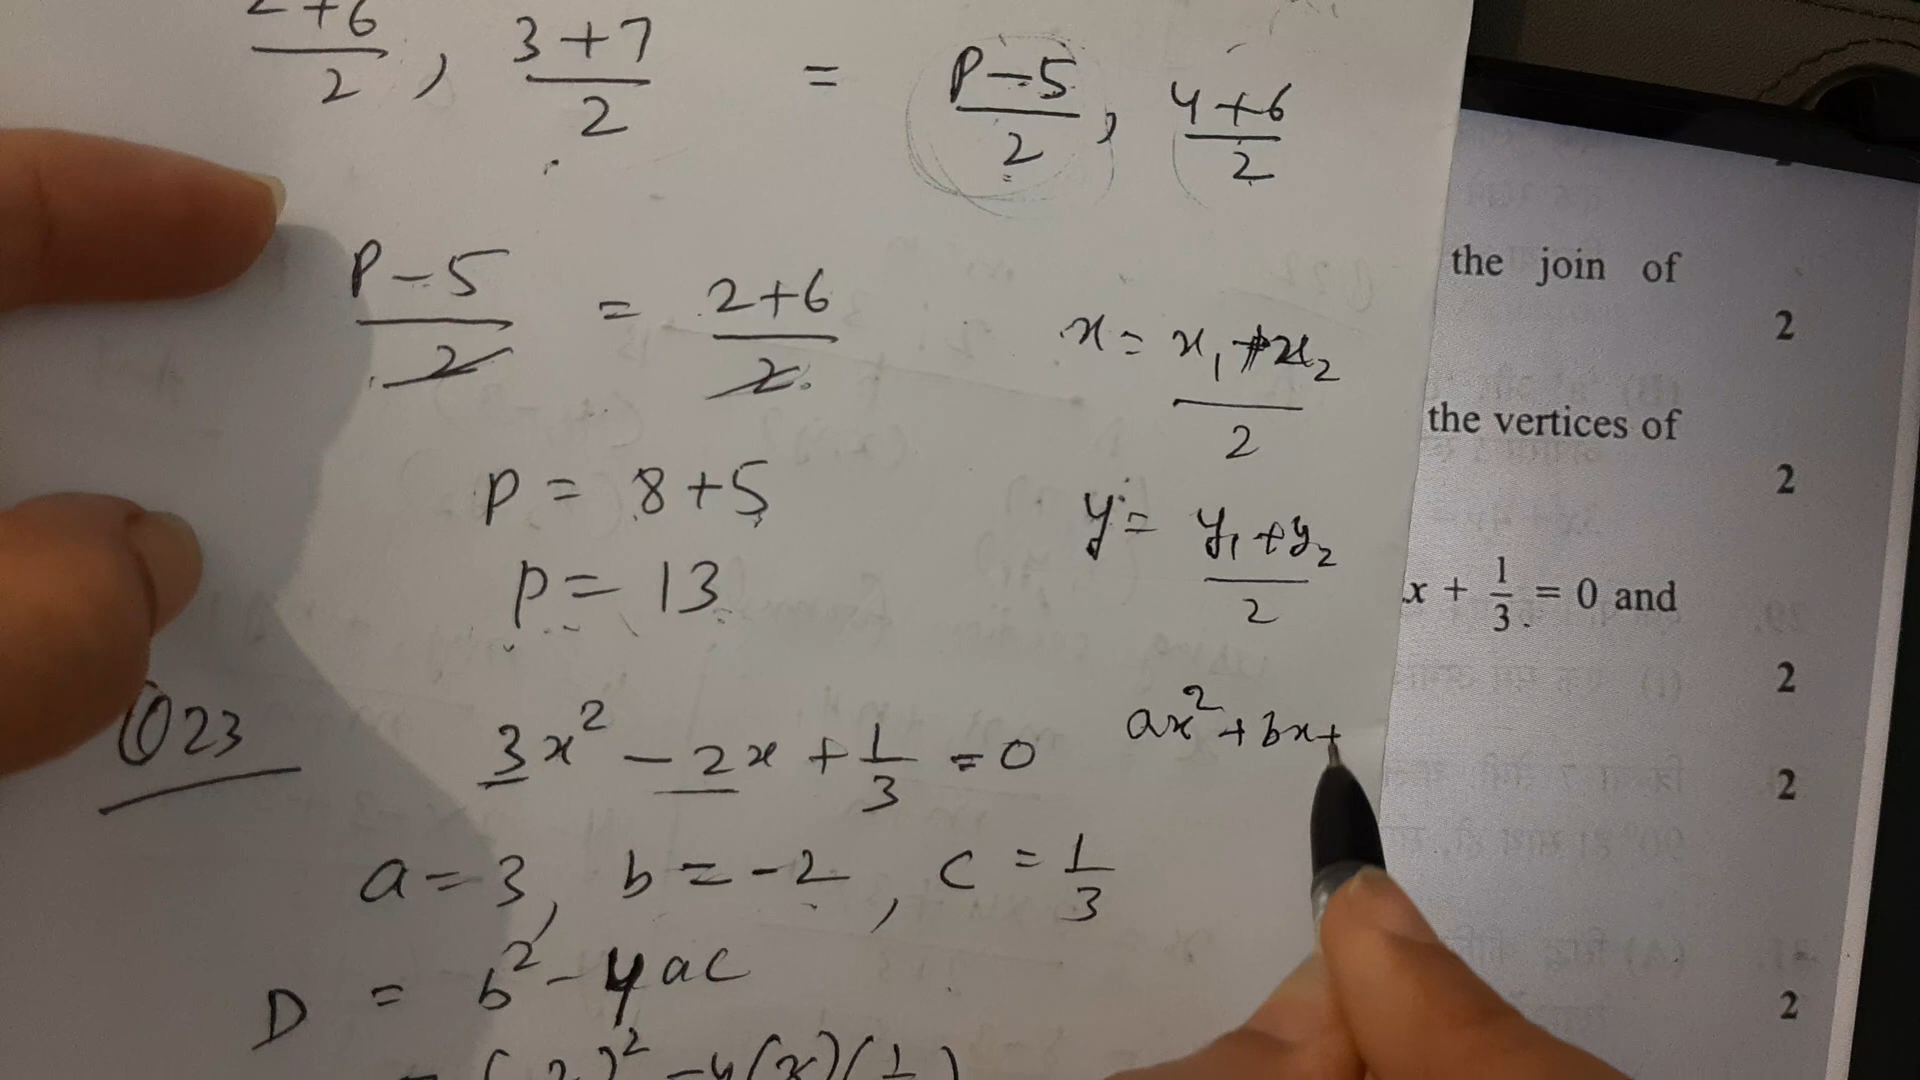 2+6/2 , 3+7/2 = P-5/2 , 4+6/2
P-5/2 = 2+6/2
x = x₁+x₂/2
P = 8+5
y = y₁+y₂/2
P = 13
Q23
3x² - 2x + 1/3 = 0
ax² + bx +
a = 3, b = -2, c = 1/3
D = b² - 4ac
the join of
2
the vertices of
2
x + 1/3 = 0 and
2
2
2